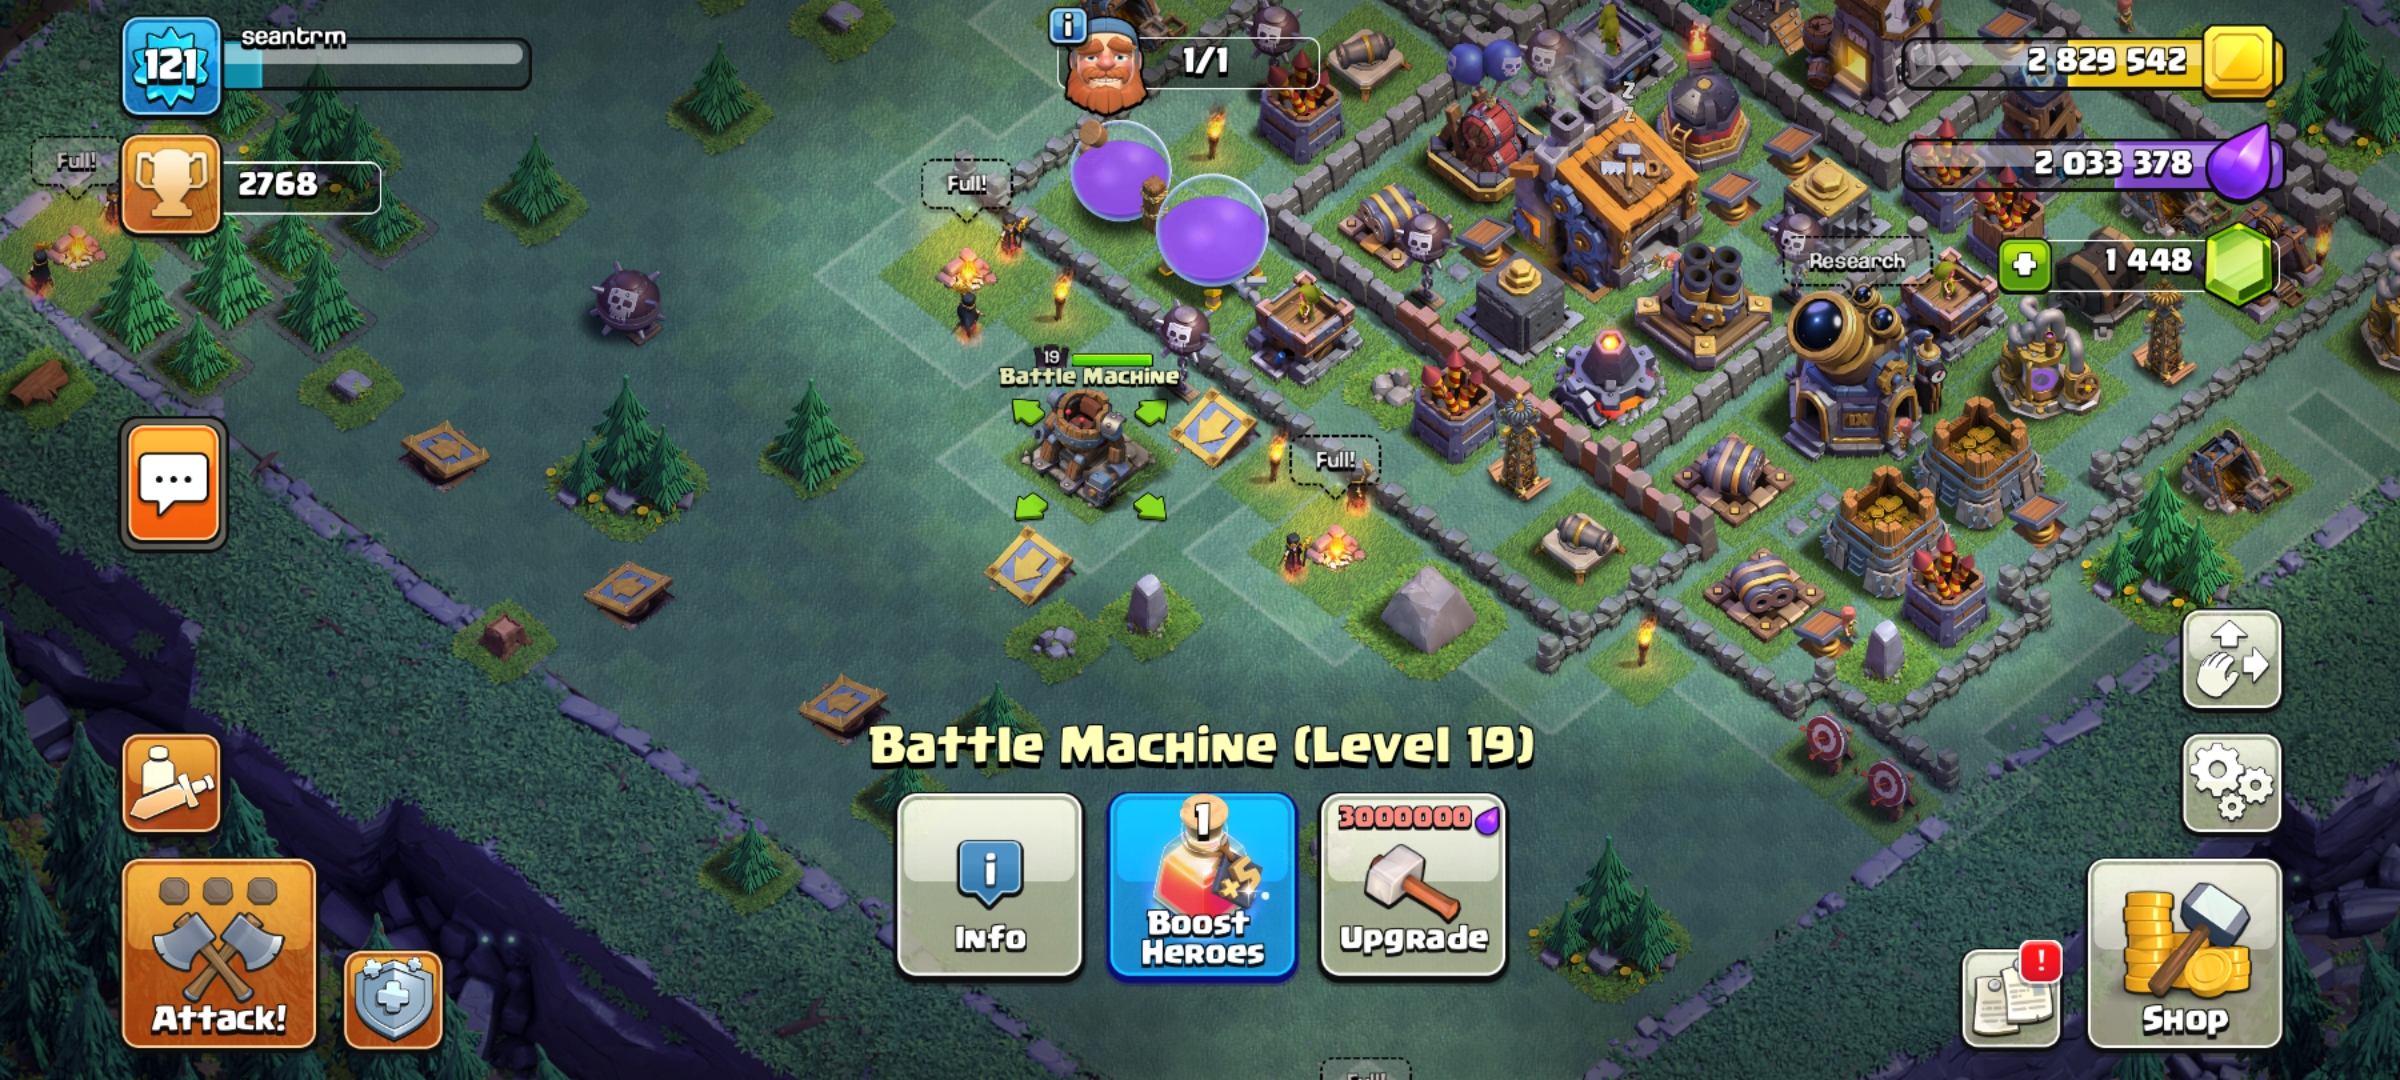 121
seantrm
1/1
2 829 542
Full!
2768
Full!
2 033 378
Research
1 448
19
Battle Machine
Full!
Battle Machine (Level 19)
Info
1
x5
Boost
Heroes
3000000
Upgrade
Attack!
!
Shop